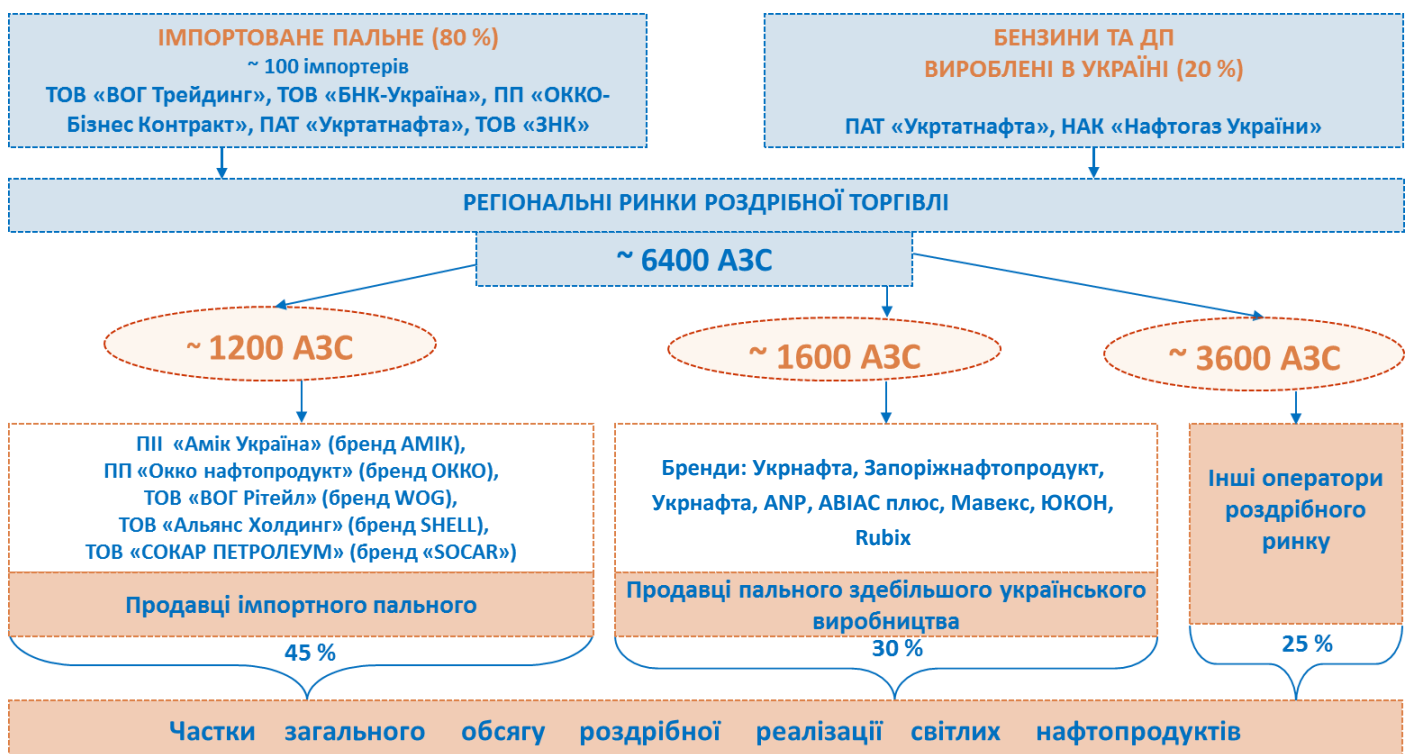 ІМПОРТОВАНЕ ПАЛЬНЕ (80 %)
~ 100 імпортерів
ТОВ «ВОГ Трейдинг», ТОВ «БНК-Україна», ПП «ОККО-
Бізнес Контракт», ПАТ «Укртатнафта», ТОВ «ЗНК»
БЕНЗИНИ ТА ДП
ВИРОБЛЕНІ В УКРАЇНІ (20 %)
ПАТ «Укртатнафта», НАК «Нафтогаз України»
РЕГІОНАЛЬНІ РИНКИ РОЗДРІБНОЇ ТОРГІВЛІ
~ 6400 АЗС
~ 1200 АЗС
~ 1600 АЗС
~ 3600 АЗС
ПІІ «Амік Україна» (бренд АМІК),
ПП «Окко нафтопродукт» (бренд ОККО),
ТОВ «ВОГ Рітейл» (бренд WOG),
ТОВ «Альянс Холдинг» (бренд SHELL),
ТОВ «СОКАР ПЕТРОЛЕУМ» (бренд «SOCAR»)
Продавці імпортного пального
45 %
Бренди: Укрнафта, Запоріжнафтопродукт,
Укрнафта, ANP, АВІАС плюс, Мавекс, ЮКОН,
Rubix
Продавці пального здебільшого українського
виробництва
30 %
Інші оператори
роздрібного
ринку
25 %
Частки загального обсягу роздрібної реалізації світлих нафтопродуктів